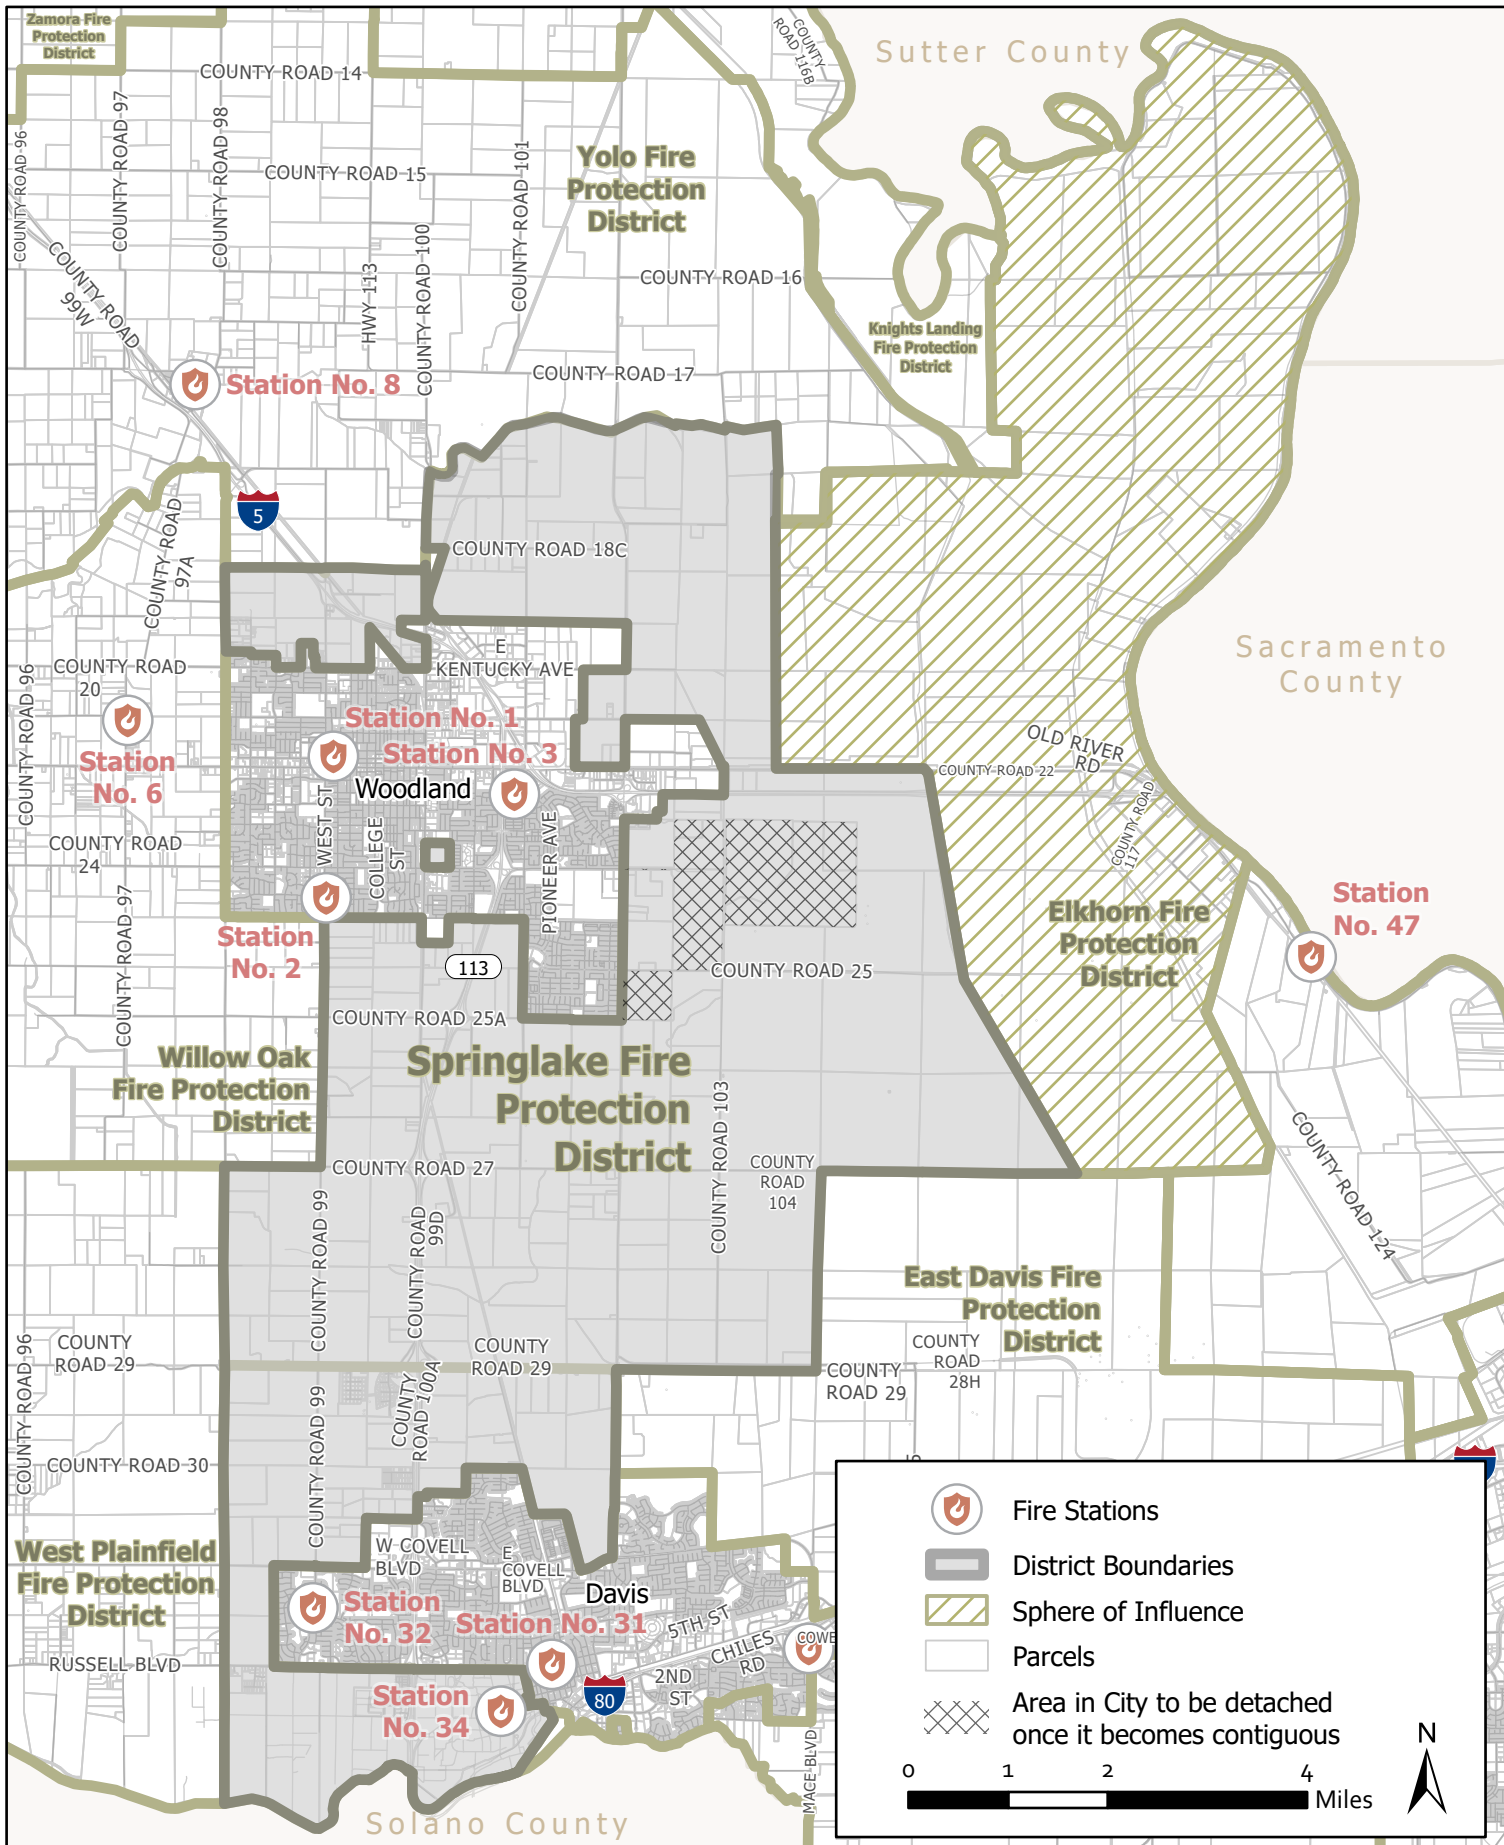 Zamora Fire
Protection
District
COUNTY ROAD 14
COUNTY
ROAD 116B
Sutter County
COUNTY ROAD 96
COUNTY ROAD 97
COUNTY ROAD 98
COUNTY ROAD 15
COUNTY ROAD 101
Yolo Fire
Protection
District
HWY 113
COUNTY ROAD 100
COUNTY ROAD 16
COUNTY ROAD
99W
Knights Landing
Fire Protection
District
Station No. 8
COUNTY ROAD 17
5
COUNTY ROAD
97A
COUNTY ROAD 18C
E
KENTUCKY AVE
COUNTY ROAD
20
COUNTY ROAD 96
Sacramento
County
Station No. 1
Station No. 3
Station
No. 6
Woodland
OLD RIVER
RD
COUNTY ROAD 22
COUNTY ROAD
117
WEST ST
COLLEGE
ST
PIONEER AVE
COUNTY ROAD
24
COUNTY ROAD 97
Station
No. 2
113
COUNTY ROAD 25
Elkhorn Fire
Protection
District
Station
No. 47
COUNTY ROAD 25A
Willow Oak
Fire Protection
District
Springlake Fire
Protection
District
COUNTY ROAD 103
COUNTY ROAD 27
COUNTY
ROAD
104
COUNTY ROAD 124
COUNTY ROAD 99
COUNTY ROAD
99D
East Davis Fire
Protection
District
COUNTY ROAD 96
COUNTY
ROAD 29
COUNTY
ROAD 29
COUNTY
ROAD 29
COUNTY
ROAD
28H
COUNTY ROAD 99
COUNTY
ROAD 100A
COUNTY ROAD 30
West Plainfield
Fire Protection
District
W COVELL
BLVD
E
COVELL
BLVD
Davis
Station
No. 32
Station No. 31
5TH ST
CHILES
RD
COWE
RUSSELL BLVD
2ND
ST
80
Station
No. 34
MACE BLVD
Solano County
Fire Stations
District Boundaries
Sphere of Influence
Parcels
Area in City to be detached
once it becomes contiguous
N
0 1 2 4
Miles